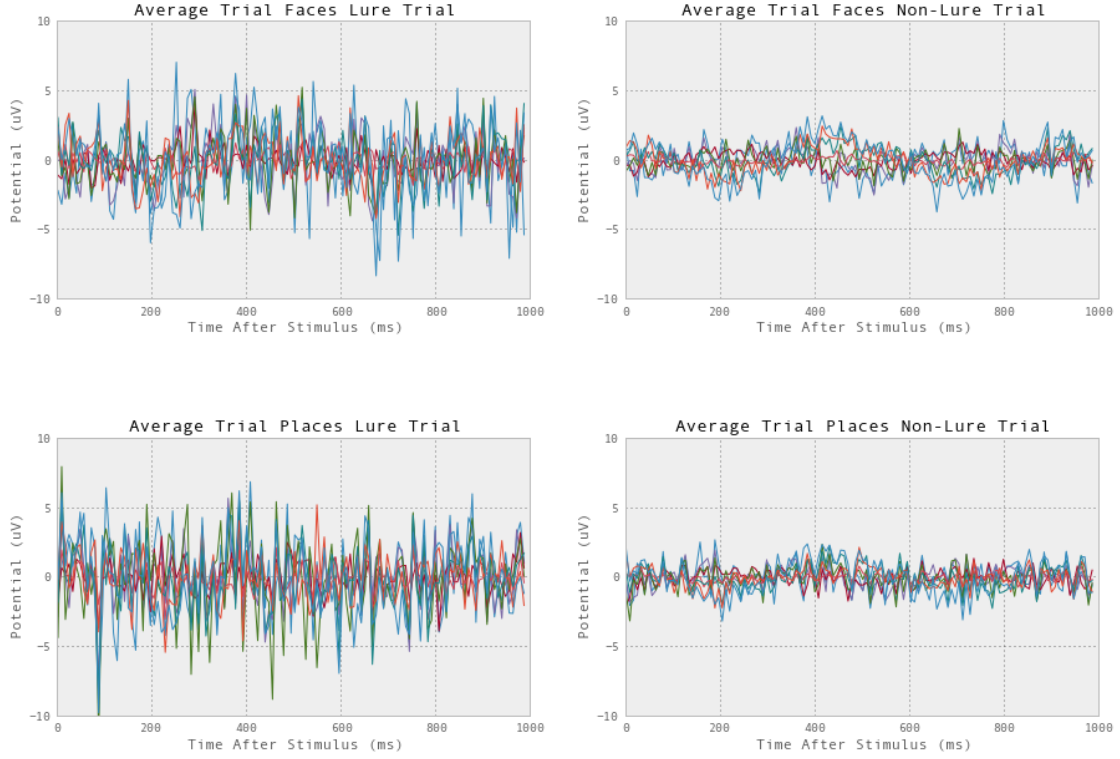 Average Trial Faces Lure Trial
10
5
0
−5
−10
Potential (uV)
0 200 400 600 800 1000
Time After Stimulus (ms)
Average Trial Faces Non-Lure Trial
10
5
0
−5
−10
Potential (uV)
0 200 400 600 800 1000
Time After Stimulus (ms)
Average Trial Places Lure Trial
10
5
0
−5
−10
Potential (uV)
0 200 400 600 800 1000
Time After Stimulus (ms)
Average Trial Places Non-Lure Trial
10
5
0
−5
−10
Potential (uV)
0 200 400 600 800 1000
Time After Stimulus (ms)